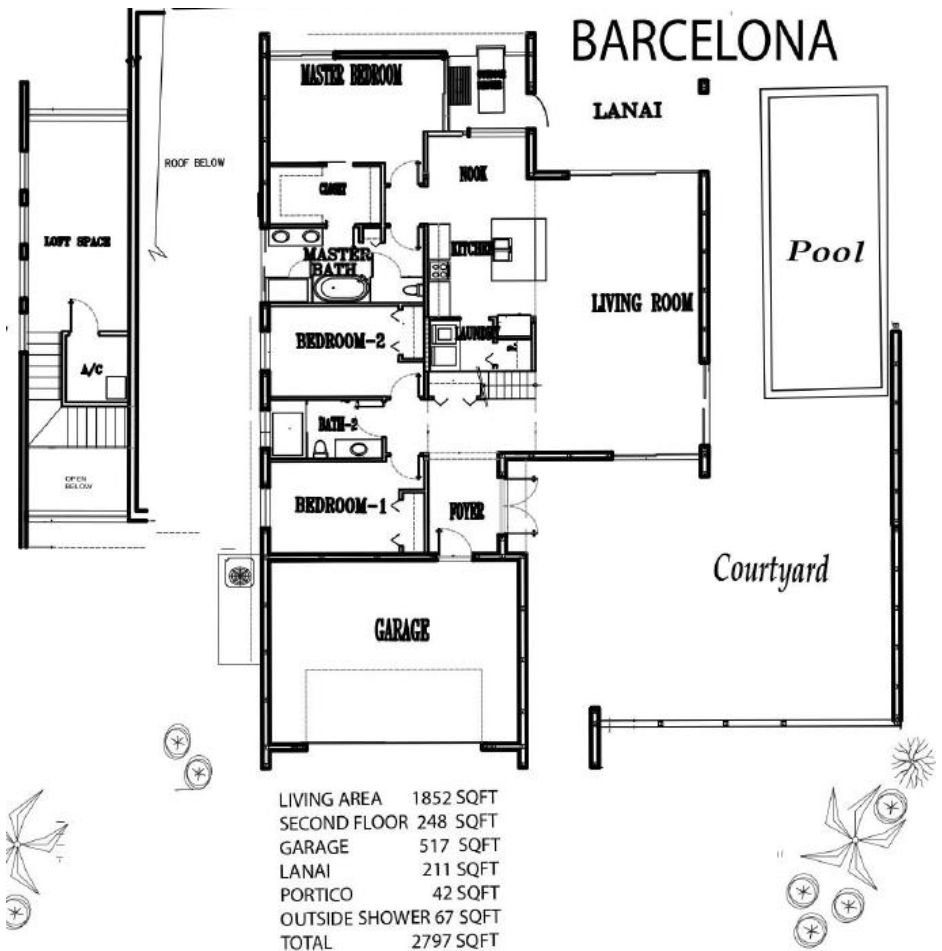 BARCELONA
MASTER BEDROOM
LANAI
ROOF BELOW
NOOK
CLOSET
LOFT SPACE
KITCHEN
Pool
MASTER
BATH
LIVING ROOM
BEDROOM-2
LAUNDRY
A/C
BATH-2
OPEN
BELOW
BEDROOM-1
FOYER
Courtyard
GARAGE
LIVING AREA 1852 SQFT
SECOND FLOOR 248 SQFT
GARAGE 517 SQFT
LANAI 211 SQFT
PORTICO 42 SQFT
OUTSIDE SHOWER 67 SQFT
TOTAL 2797 SQFT